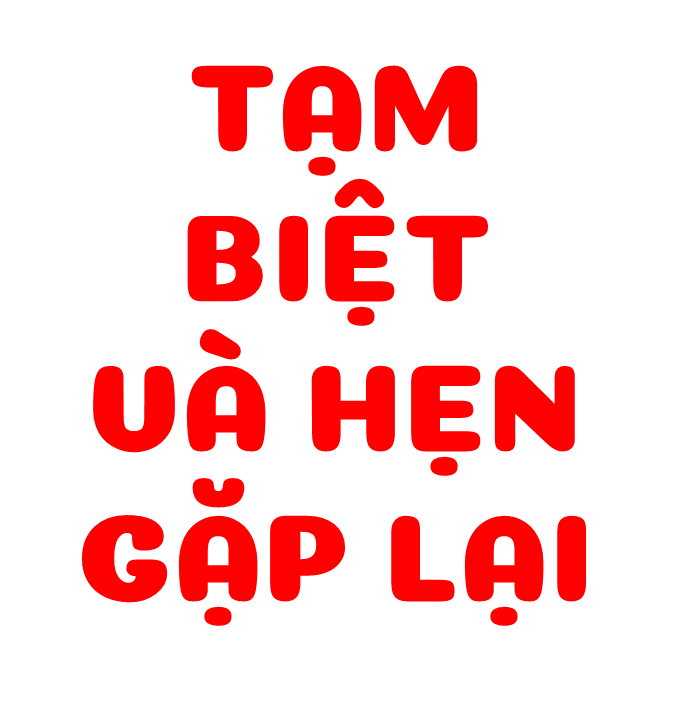 TẠM
BIỆT
UÀ HẸN
GẶP LẠI